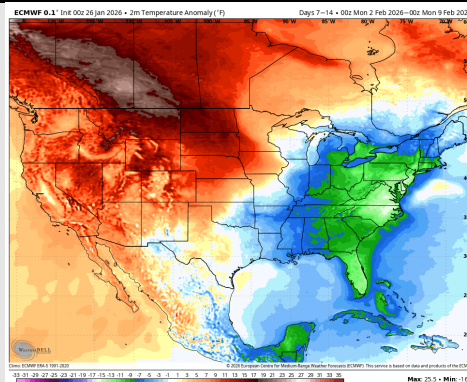 ECMWF 0.1° Init 00z 26 Jan 2026 • 2m Temperature Anomaly (°F) Days 7−14 • 00z Mon 2 Feb 2026−00z Mon 9 Feb 202
WeatherBELL
Climo: ECMWF ERA-5 1991-2020 © 2026 European Centre for Medium-Range Weather Forecasts (ECMWF). This service is based on data and products of the ECM
-33 -31 -29 -27 -25 -23 -21 -19 -17 -15 -13 -11 -9 -7 -5 -3 -1 1 3 5 7 9 11 13 15 17 19 21 23 25 27 29 31 33 35
Max: 25.5 • Min: -1